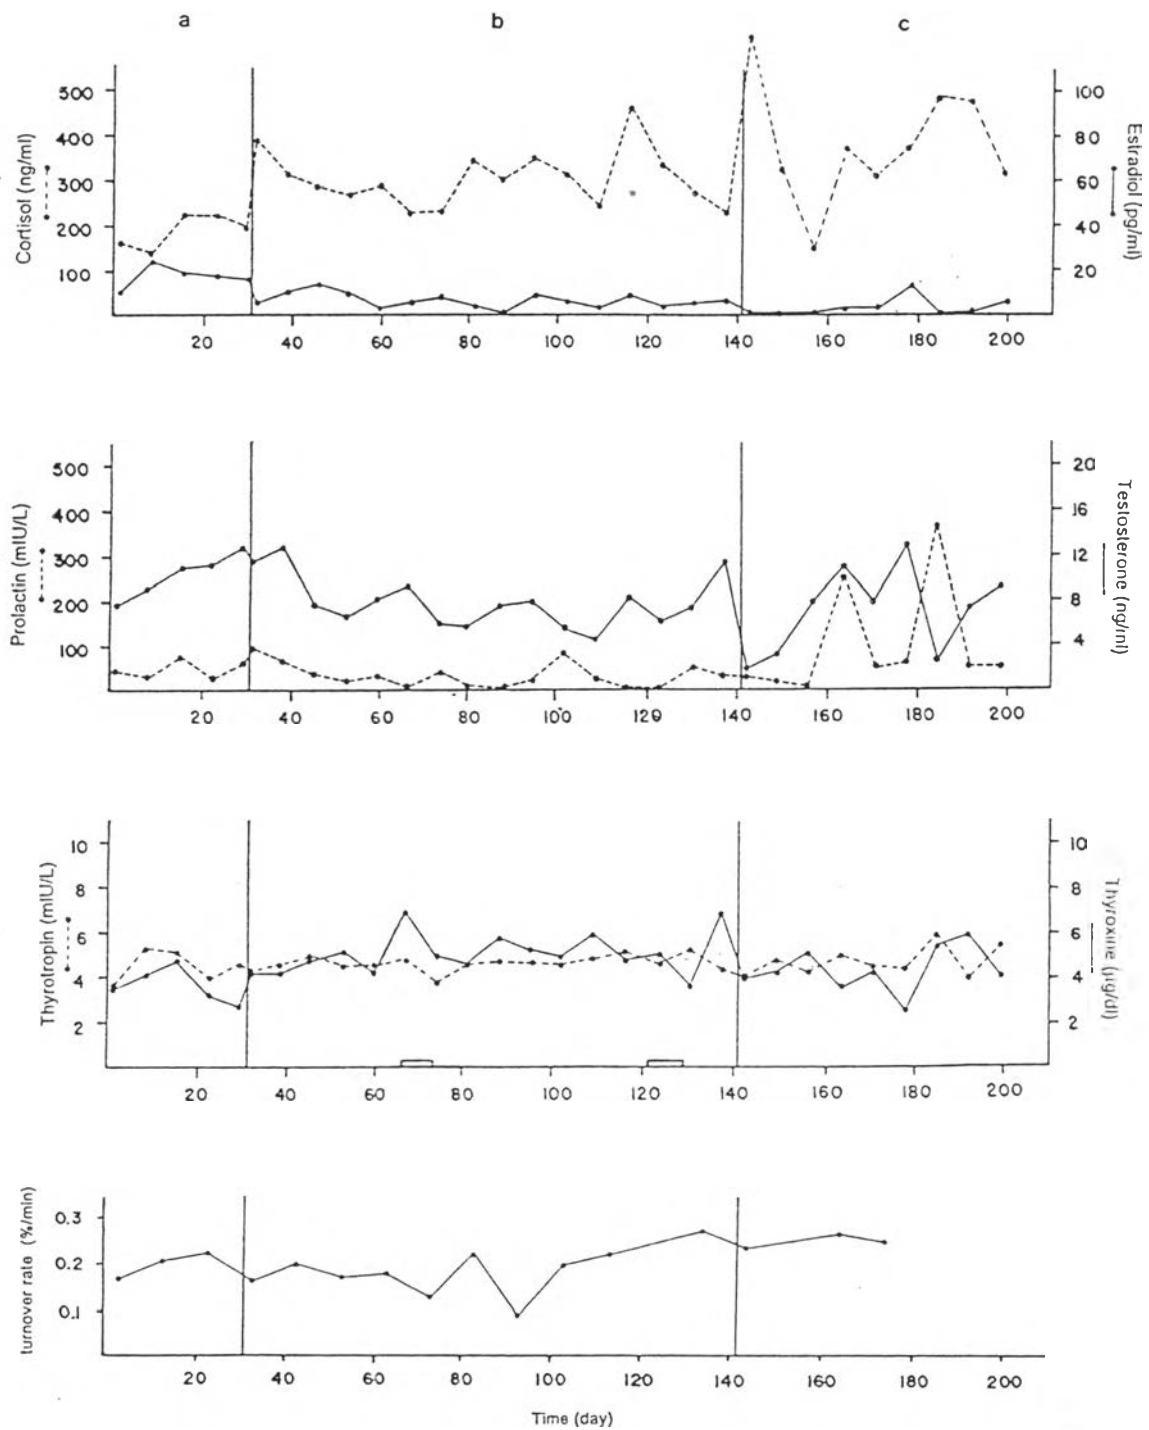 a b c
Cortisol (ng/ml)
500
400
300
200
100
Estradiol (pg/ml)
100
80
60
40
20
20 40 60 80 100 120 140 160 180 200
Prolactin (mIU/L)
500
400
300
200
100
Testosterone (ng/ml)
20
16
12
8
4
20 40 60 80 100 120 140 160 180 200
Thyrotropin (mIU/L)
10
8
6
4
2
Thyroxine (µg/dl)
10
8
6
4
2
20 40 60 80 100 120 140 160 180 200
turnover rate (%/min)
0.3
0.2
0.1
20 40 60 80 100 120 140 160 180 200
Time (day)